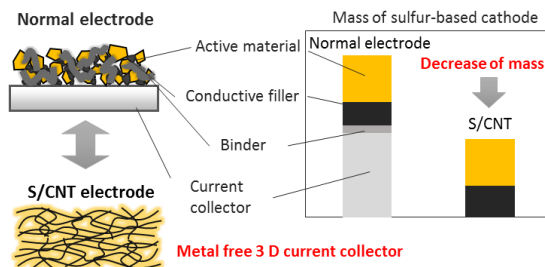 Normal electrode
Active material
Conductive filler
Binder
Current
collector
S/CNT electrode
Metal free 3 D current collector
Mass of sulfur-based cathode
Normal electrode
Decrease of mass
S/CNT